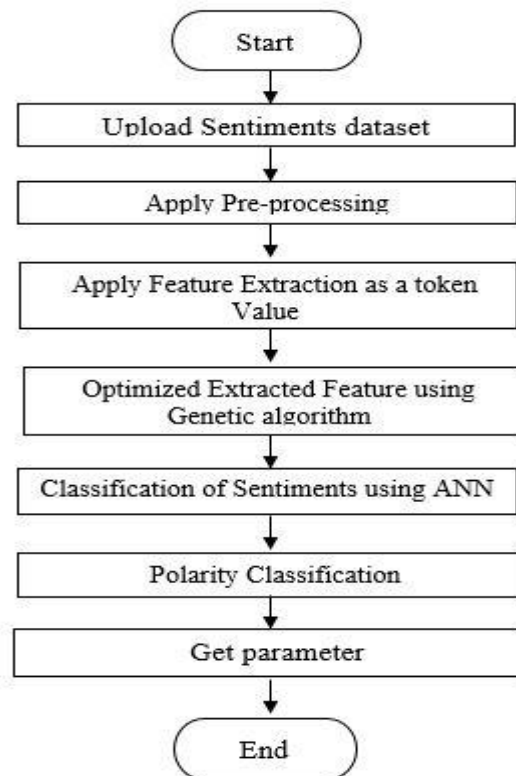 Start
Upload Sentiments dataset
Apply Pre-processing
Apply Feature Extraction as a token
Value
Optimized Extracted Feature using
Genetic algorithm
Classification of Sentiments using ANN
Polarity Classification
Get parameter
End